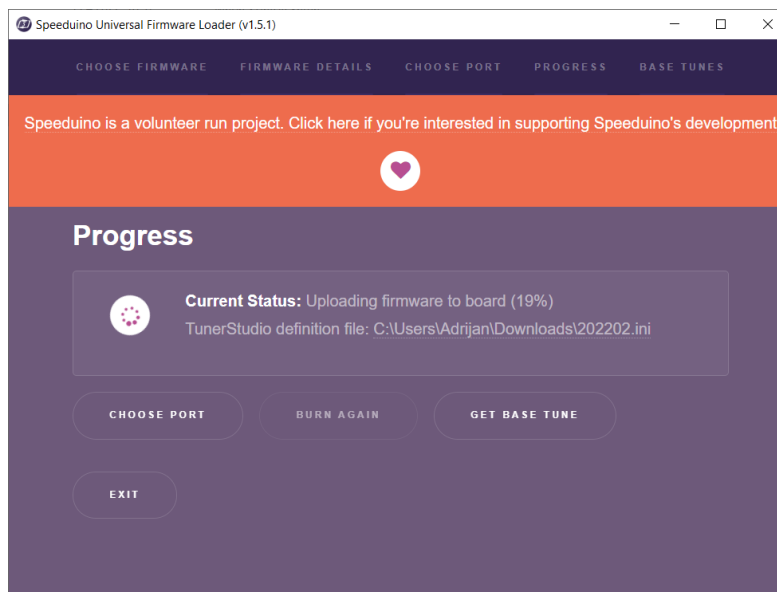 Speeduino Universal Firmware Loader (v1.5.1)
CHOOSE FIRMWARE FIRMWARE DETAILS CHOOSE PORT PROGRESS BASE TUNES
Speeduino is a volunteer run project. Click here if you're interested in supporting Speeduino's development
Progress
Current Status: Uploading firmware to board (19%)
TunerStudio definition file: C:\Users\Adrijan\Downloads\202202.ini
CHOOSE PORT BURN AGAIN GET BASE TUNE
EXIT